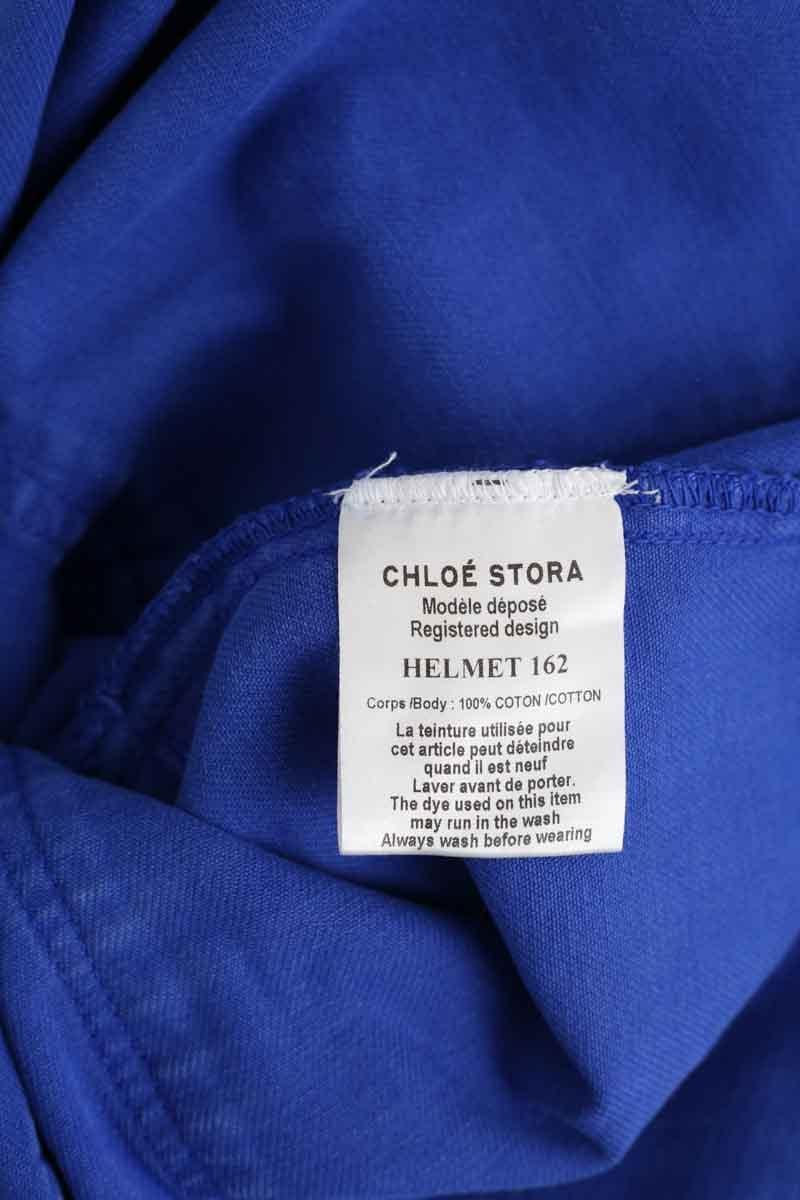 CHLOÉ STORA
Modèle déposé
Registered design
HELMET 162
Corps /Body : 100% COTON /COTTON
La teinture utilisée pour
cet article peut déteindre
quand il est neuf
Laver avant de porter.
The dye used on this item
may run in the wash
Always wash before wearing